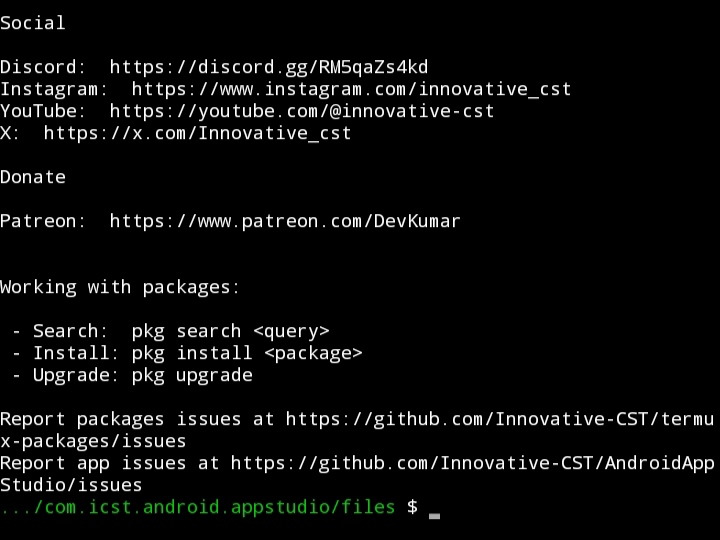 Social
Discord:  https://discord.gg/RM5qaZs4kd
Instagram:  https://www.instagram.com/innovative_cst
YouTube:  https://youtube.com/@innovative-cst
X:  https://x.com/Innovative_cst
Donate
Patreon:  https://www.patreon.com/DevKumar
Working with packages:
 - Search:  pkg search <query>
 - Install: pkg install <package>
 - Upgrade: pkg upgrade
Report packages issues at https://github.com/Innovative-CST/termu
x-packages/issues
Report app issues at https://github.com/Innovative-CST/AndroidApp
Studio/issues
.../com.icst.android.appstudio/files $